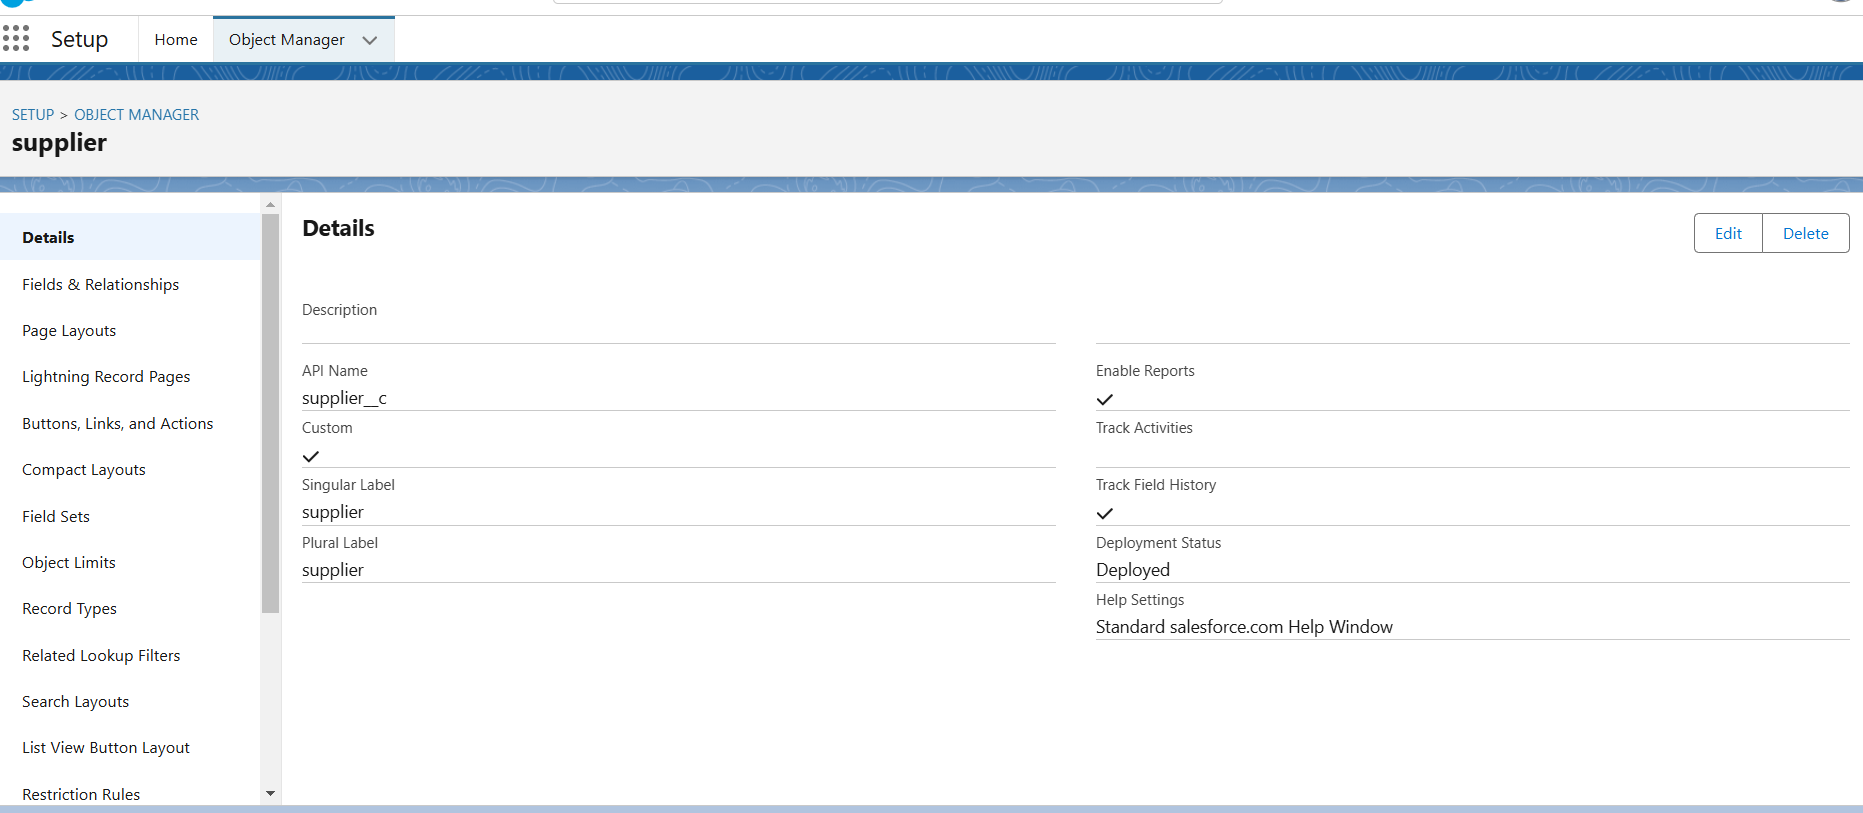 Setup
Home
Object Manager
SETUP > OBJECT MANAGER
supplier
Details
Fields & Relationships
Page Layouts
Lightning Record Pages
Buttons, Links, and Actions
Compact Layouts
Field Sets
Object Limits
Record Types
Related Lookup Filters
Search Layouts
List View Button Layout
Restriction Rules
Details
Edit
Delete
Description
API Name
supplier__c
Custom
Singular Label
supplier
Plural Label
supplier
Enable Reports
Track Activities
Track Field History
Deployment Status
Deployed
Help Settings
Standard salesforce.com Help Window